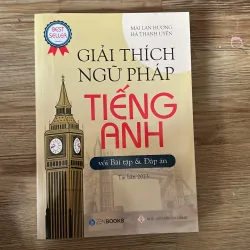 MAI LAN HƯƠNG
HÀ THANH UYÊN
BEST
SELLER
GIẢI THÍCH
NGỮ PHÁP
TIẾNG
ANH
với Bài tập & Đáp án
ZENBOOKS